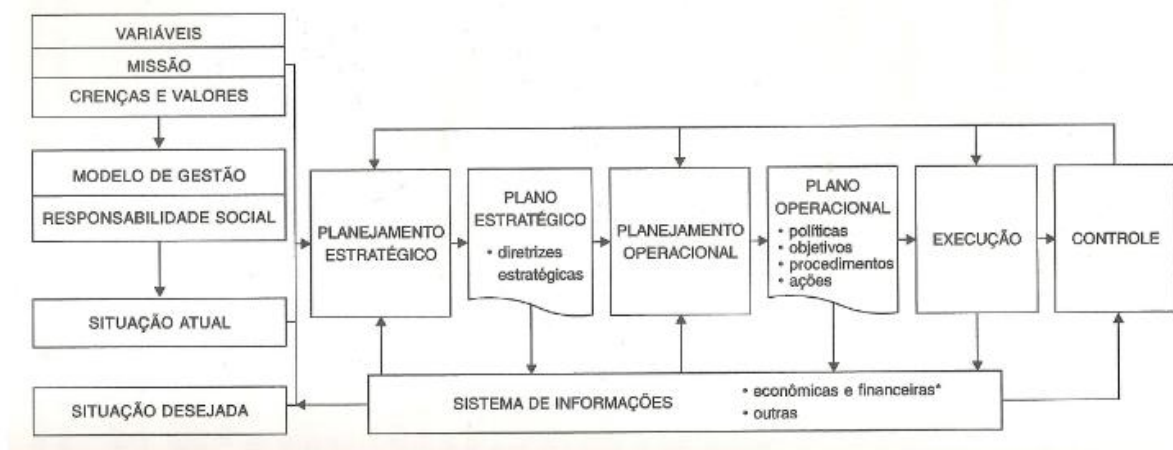 VARIÁVEIS
MISSÃO
CRENÇAS E VALORES
MODELO DE GESTÃO
RESPONSABILIDADE SOCIAL
SITUAÇÃO ATUAL
SITUAÇÃO DESEJADA
PLANEJAMENTO
ESTRATÉGICO
PLANO
ESTRATÉGICO
• diretrizes
estratégicas
PLANEJAMENTO
OPERACIONAL
PLANO
OPERACIONAL
• políticas
• objetivos
• procedimentos
• ações
EXECUÇÃO
CONTROLE
SISTEMA DE INFORMAÇÕES
• econômicas e financeiras*
• outras